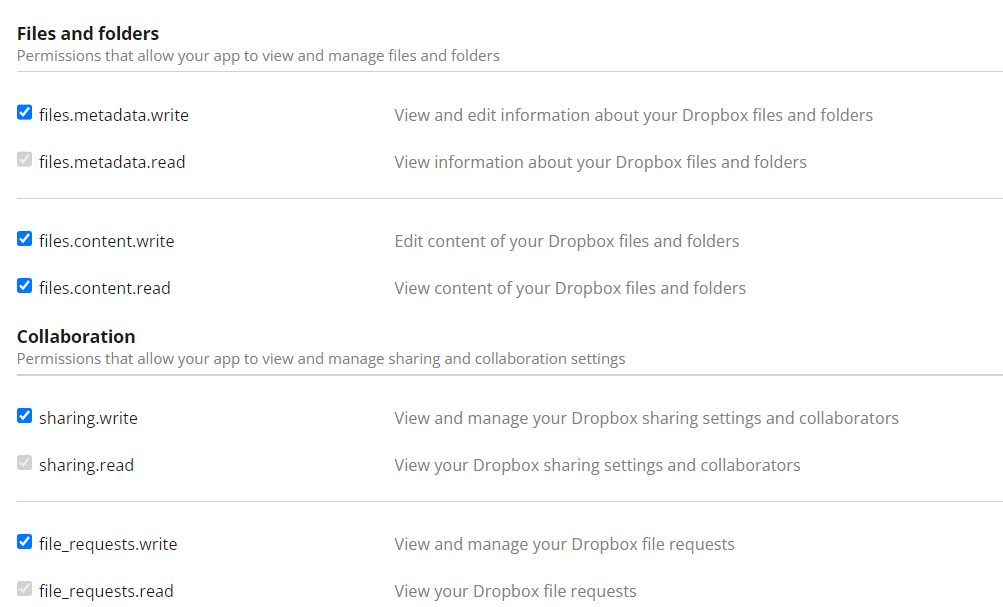 Files and folders
Permissions that allow your app to view and manage files and folders
files.metadata.write View and edit information about your Dropbox files and folders
files.metadata.read View information about your Dropbox files and folders
files.content.write Edit content of your Dropbox files and folders
files.content.read View content of your Dropbox files and folders
Collaboration
Permissions that allow your app to view and manage sharing and collaboration settings
sharing.write View and manage your Dropbox sharing settings and collaborators
sharing.read View your Dropbox sharing settings and collaborators
file_requests.write View and manage your Dropbox file requests
file_requests.read View your Dropbox file requests